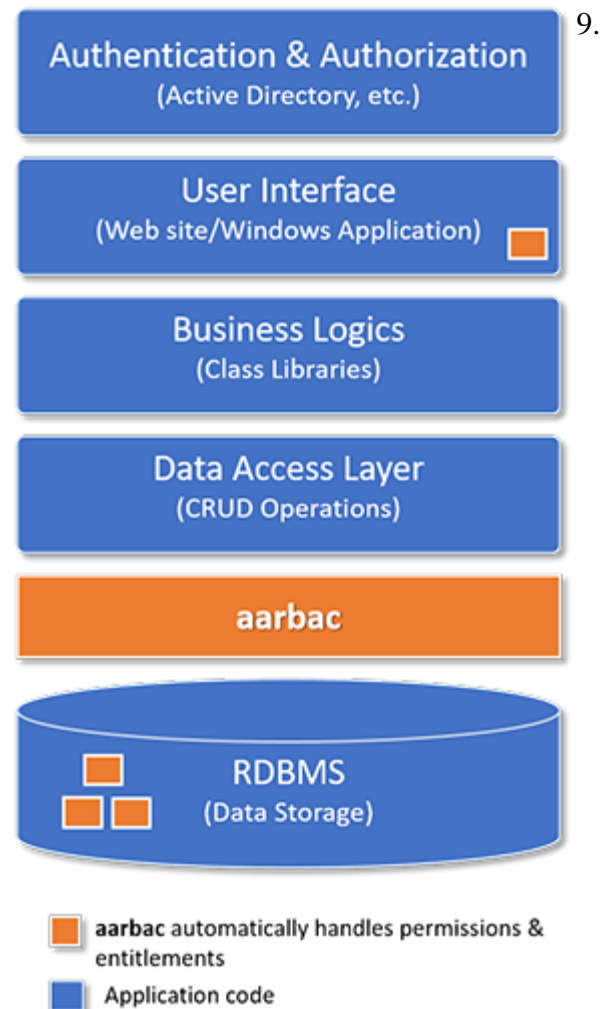 9.
Authentication & Authorization
(Active Directory, etc.)
User Interface
(Web site/Windows Application)
Business Logics
(Class Libraries)
Data Access Layer
(CRUD Operations)
aarbac
RDBMS
(Data Storage)
aarbac automatically handles permissions &
entitlements
Application code